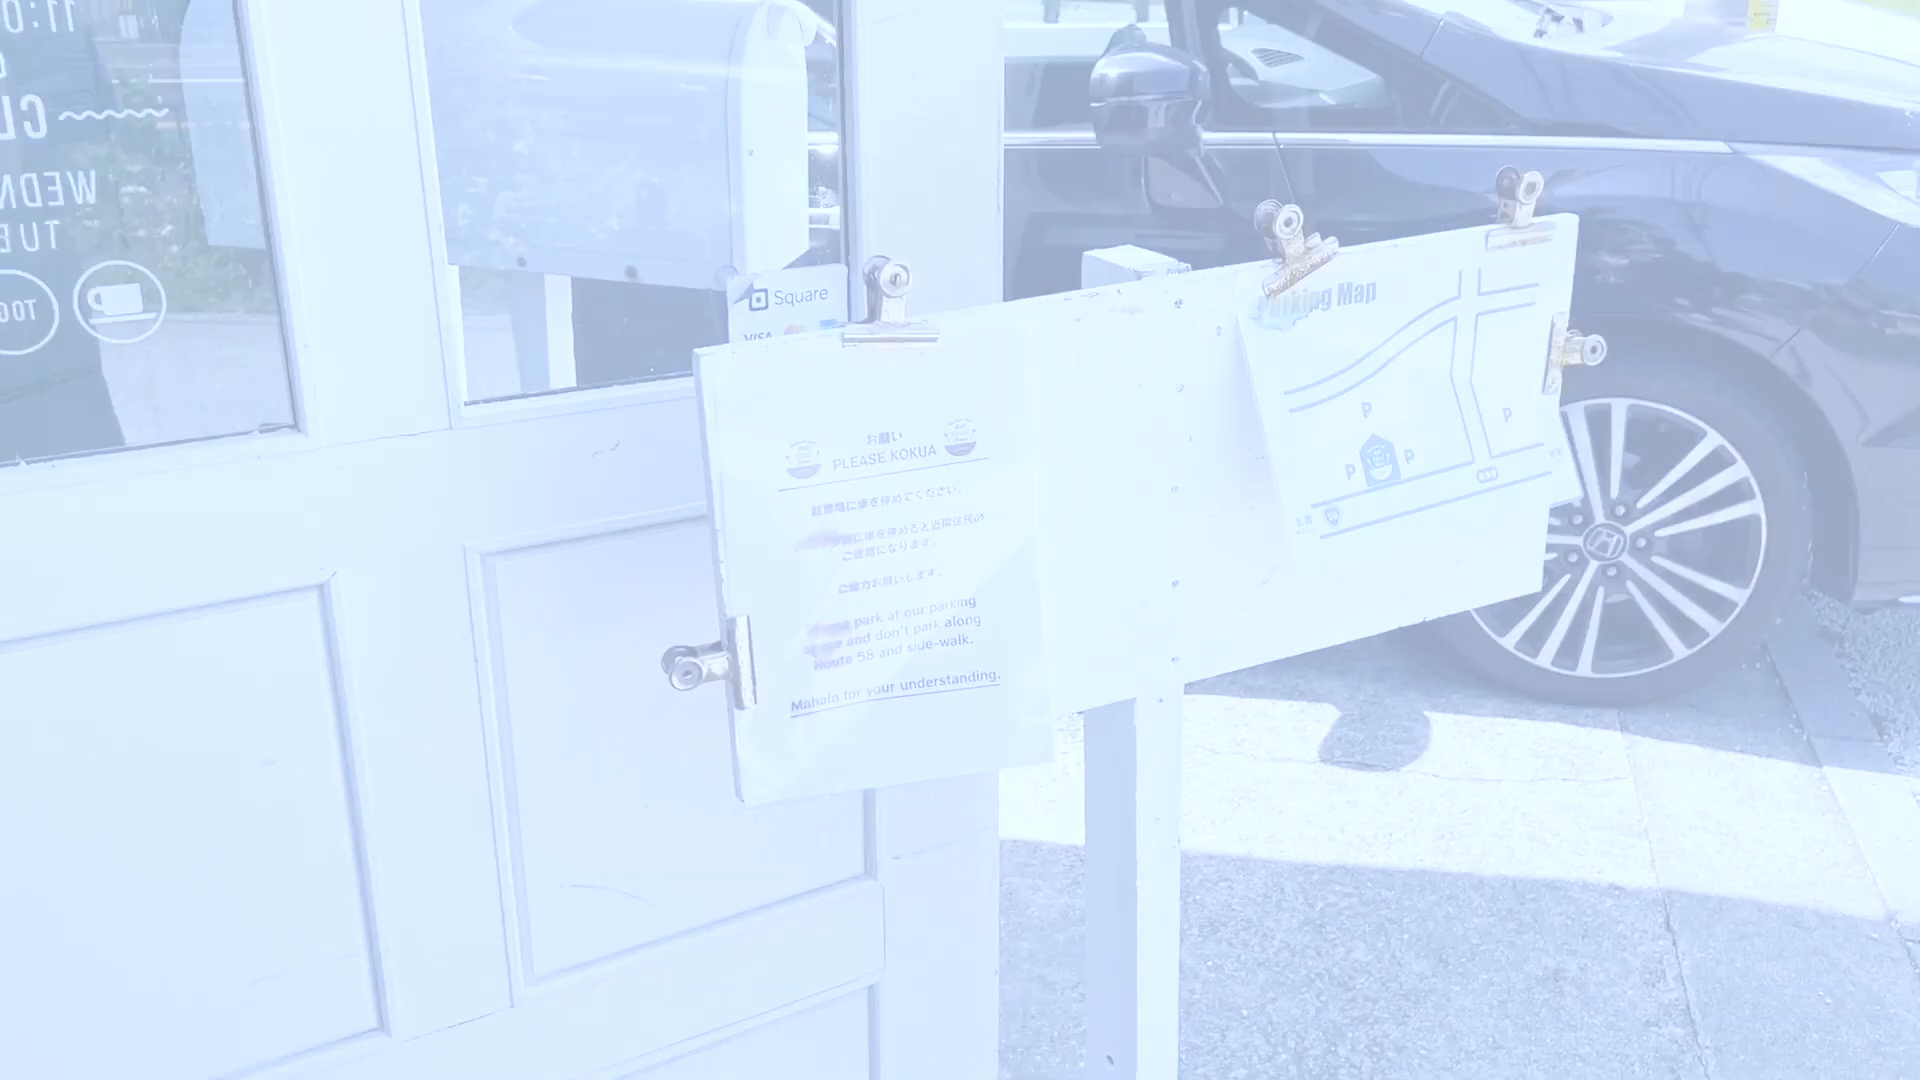 11:0
CL
WEDN
TUE
TOG
Square
VISA
お願い
PLEASE KOKUA
駐車場に車を停めてください。
に車を停めると近隣住民の
ご迷惑になります。
ご協力お願いします。
park at our parking
and don't park along
Route 58 and side-walk.
Mahalo for your understanding.
Parking Map
P
P
P
P
58